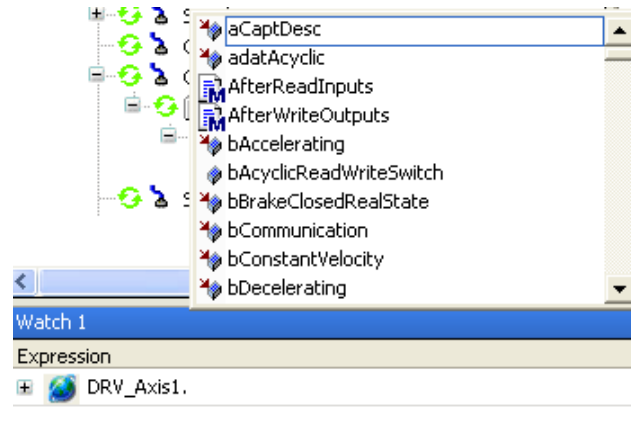 aCaptDesc
adatAcyclic
AfterReadInputs
AfterWriteOutputs
bAccelerating
bAcyclicReadWriteSwitch
bBrakeClosedRealState
bCommunication
bConstantVelocity
bDecelerating
Watch 1
Expression
DRV_Axis1.